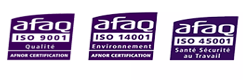 afaq
ISO 9001
Qualité
AFNOR CERTIFICATION
afaq
ISO 14001
Environnement
AFNOR CERTIFICATION
afaq
ISO 45001
Santé Sécurité
au Travail